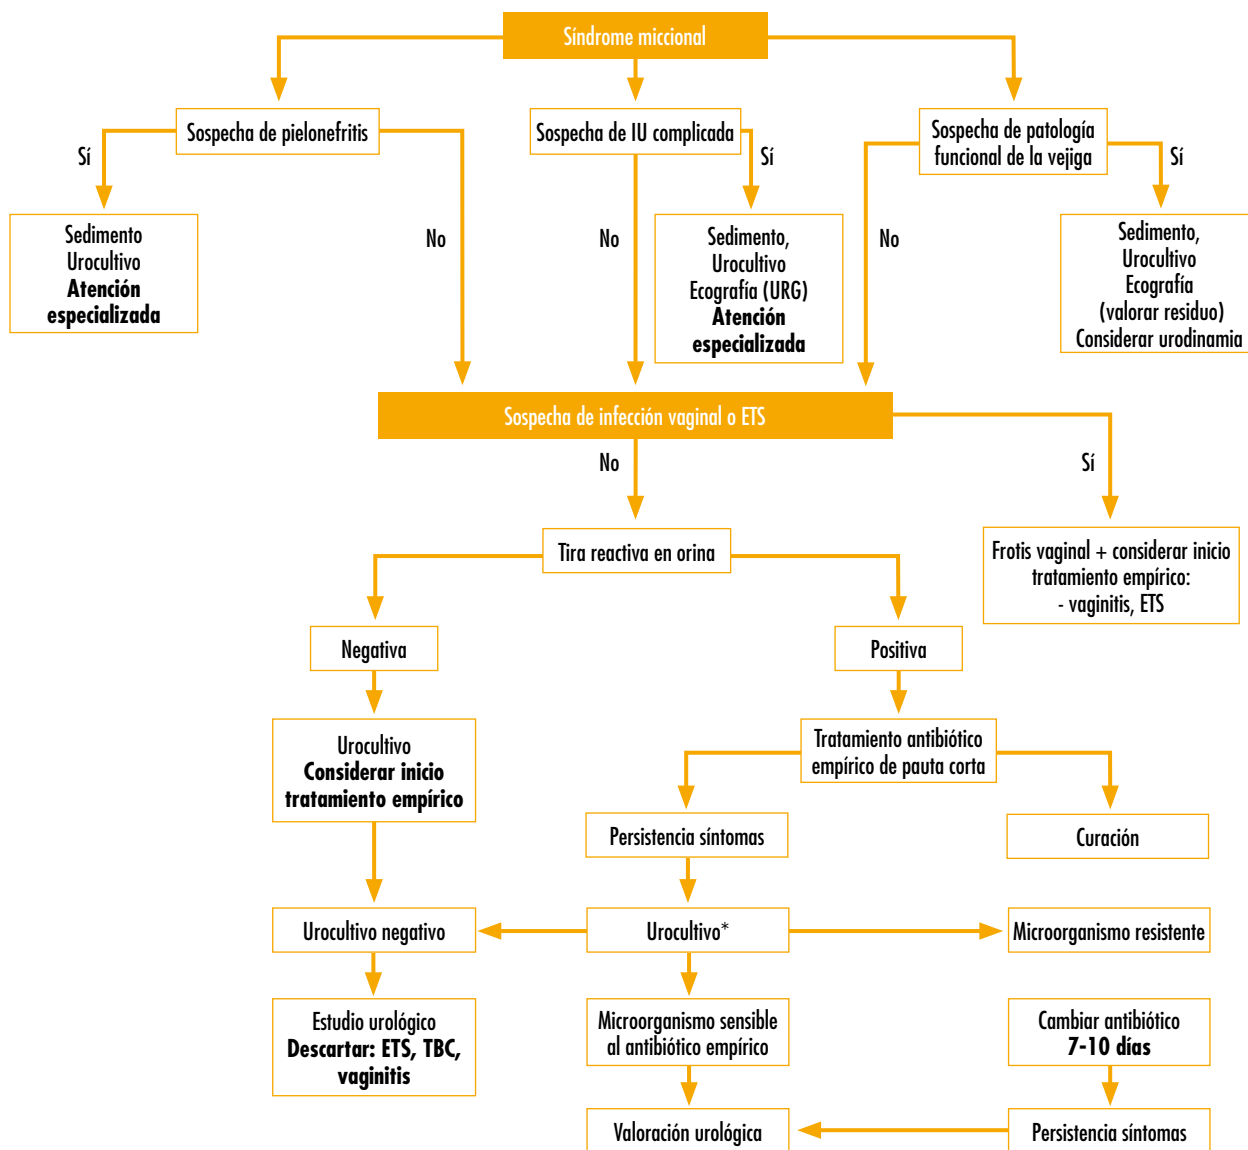 Síndrome miccional
Sospecha de pielonefritis
Sospecha de IU complicada
Sospecha de patología
funcional de la vejiga
Sí
Sí
Sí
Sedimento
Urocultivo
Atención
especializada
No
No
Sedimento,
Urocultivo
Ecografía (URG)
Atención
especializada
No
Sedimento,
Urocultivo
Ecografía
(valorar residuo)
Considerar urodinamia
Sospecha de infección vaginal o ETS
No
Sí
Tira reactiva en orina
Frotis vaginal + considerar inicio
tratamiento empírico:
- vaginitis, ETS
Negativa
Positiva
Urocultivo
Considerar inicio
tratamiento empírico
Tratamiento antibiótico
empírico de pauta corta
Persistencia síntomas
Curación
Urocultivo negativo
Urocultivo*
Microorganismo resistente
Estudio urológico
Descartar: ETS, TBC,
vaginitis
Microorganismo sensible
al antibiótico empírico
Cambiar antibiótico
7-10 días
Valoración urológica
Persistencia síntomas